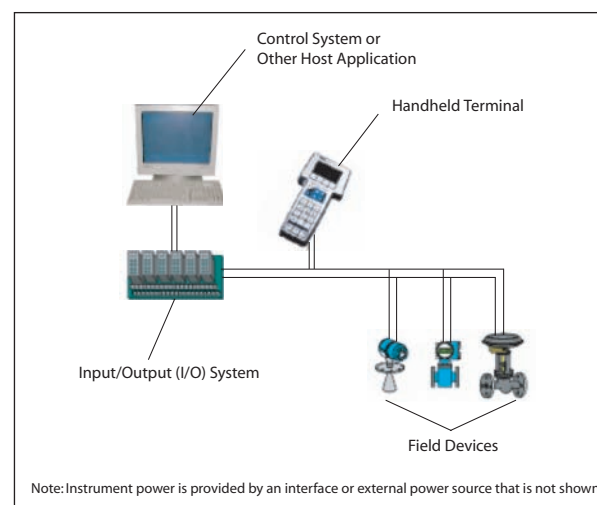 Control System or
Other Host Application
Handheld Terminal
Input/Output (I/O) System
Field Devices
Note: Instrument power is provided by an interface or external power source that is not shown